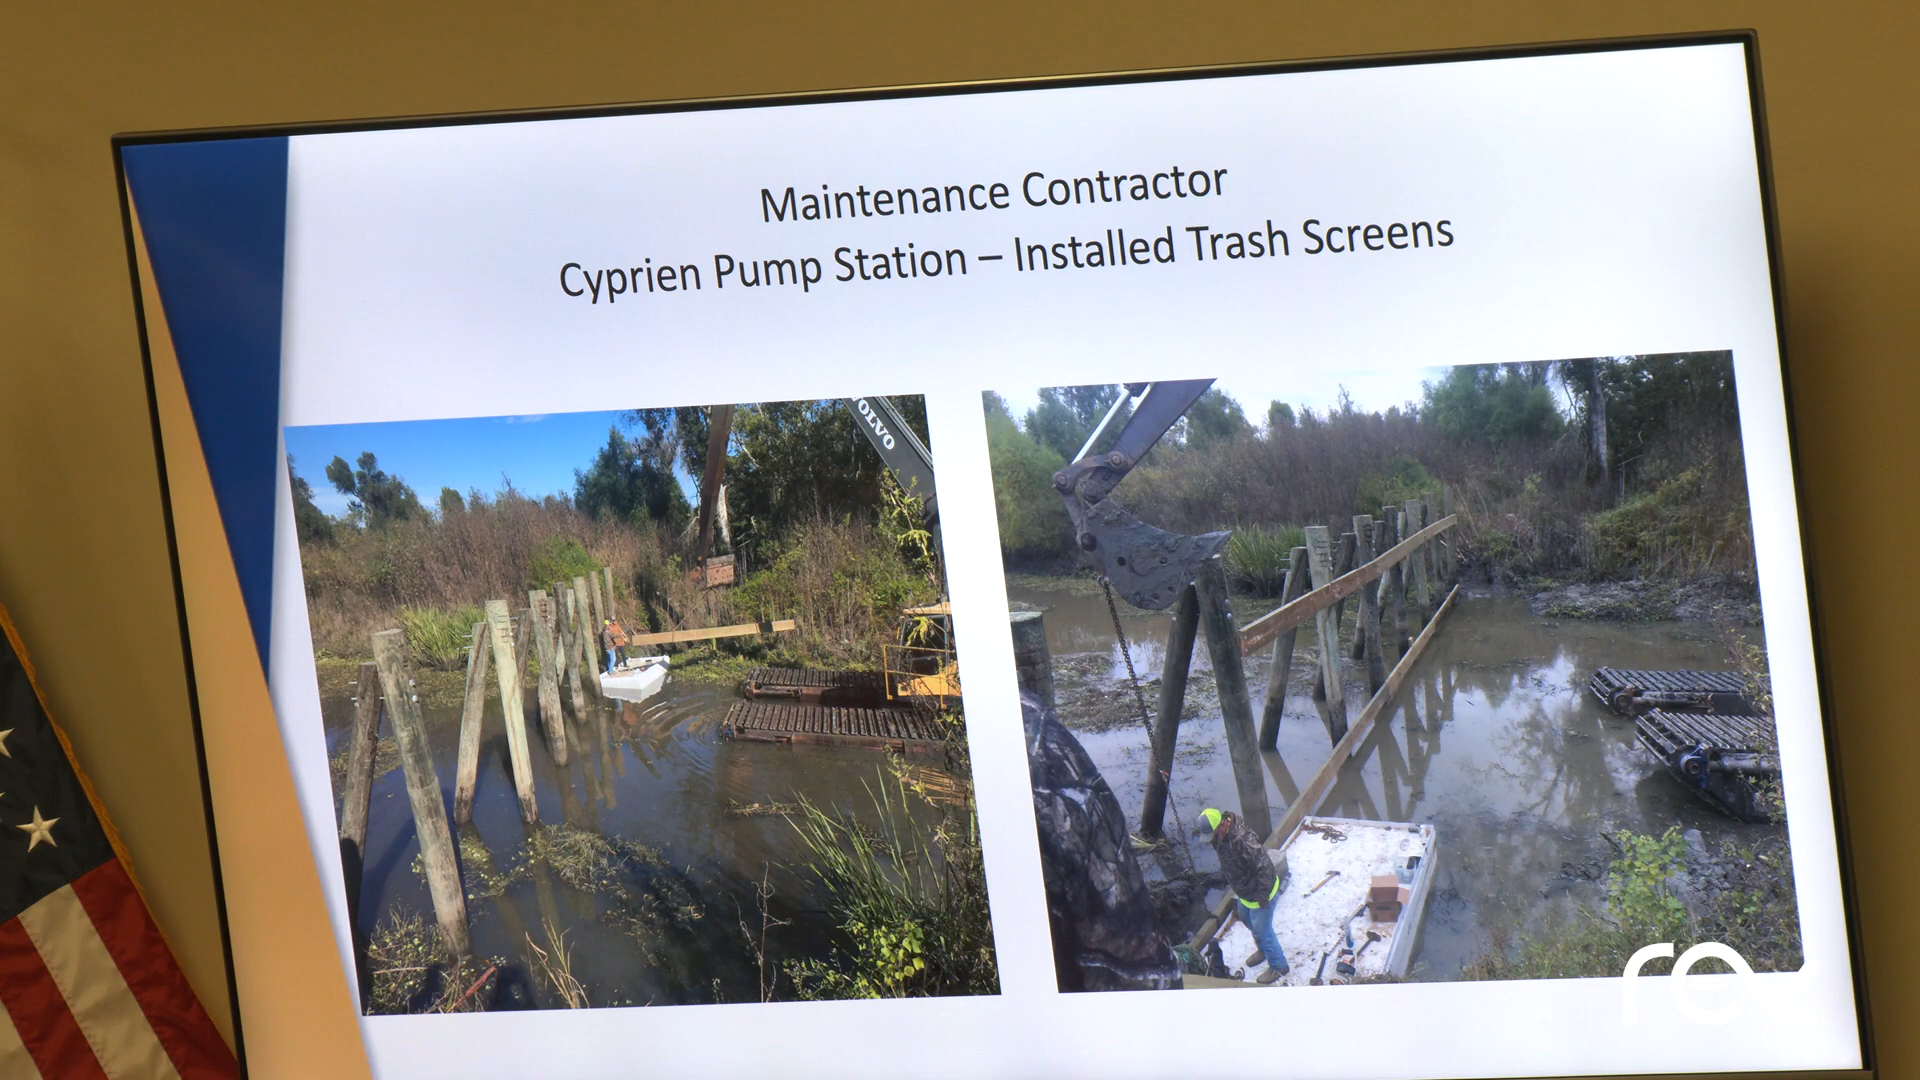 Maintenance Contractor
Cyprien Pump Station – Installed Trash Screens
VOLVO